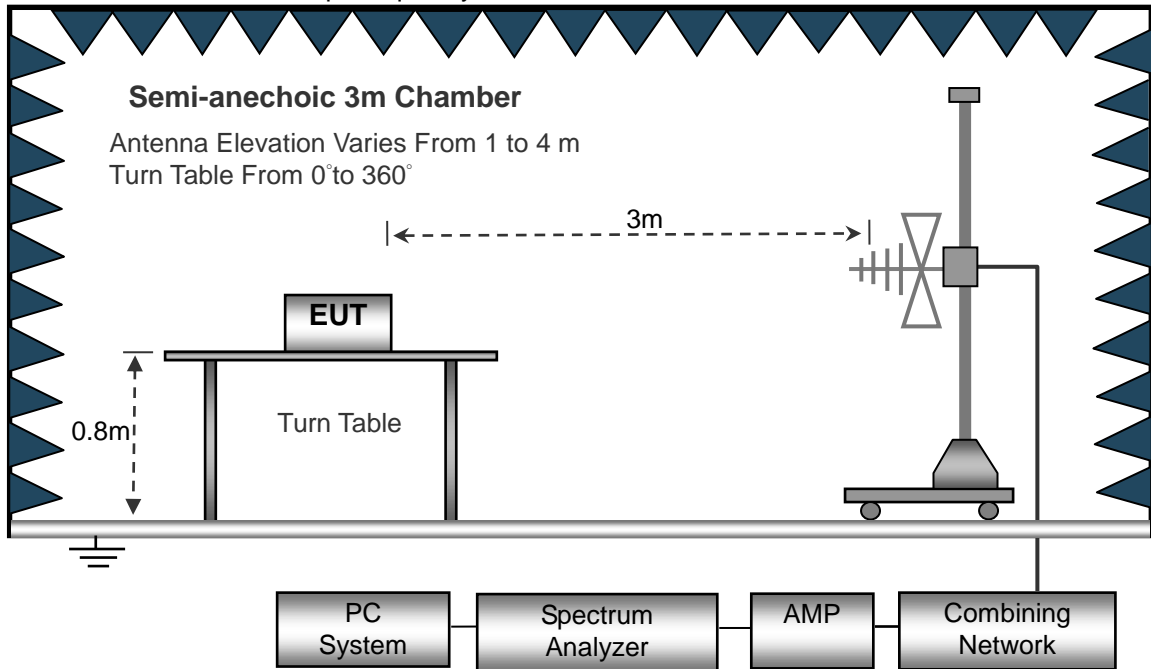 Semi-anechoic 3m Chamber
Antenna Elevation Varies From 1 to 4 m
Turn Table From 0°to 360°
3m
EUT
0.8m
Turn Table
PC
System
Spectrum
Analyzer
AMP
Combining
Network